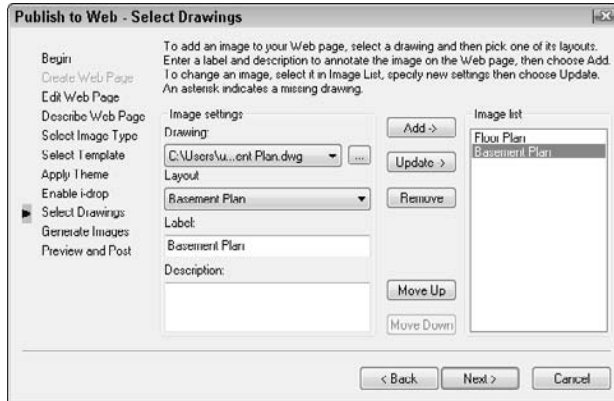 Publish to Web - Select Drawings
To add an image to your Web page, select a drawing and then pick one of its layouts.
Enter a label and description to annotate the image on the Web page, then choose Add.
To change an image, select it in Image List, specify new settings then choose Update.
An asterisk indicates a missing drawing.
Begin
Create Web Page
Edit Web Page
Describe Web Page
Select Image Type
Select Template
Apply Theme
Enable i-drop
Select Drawings
Generate Images
Preview and Post
Image settings
Drawing:
C:\Users\u...ent Plan.dwg
...
Layout
Basement Plan
Label:
Basement Plan
Description:
Add ->
Update ->
Remove
Move Up
Move Down
Image list
Floor Plan
Basement Plan
< Back
Next >
Cancel